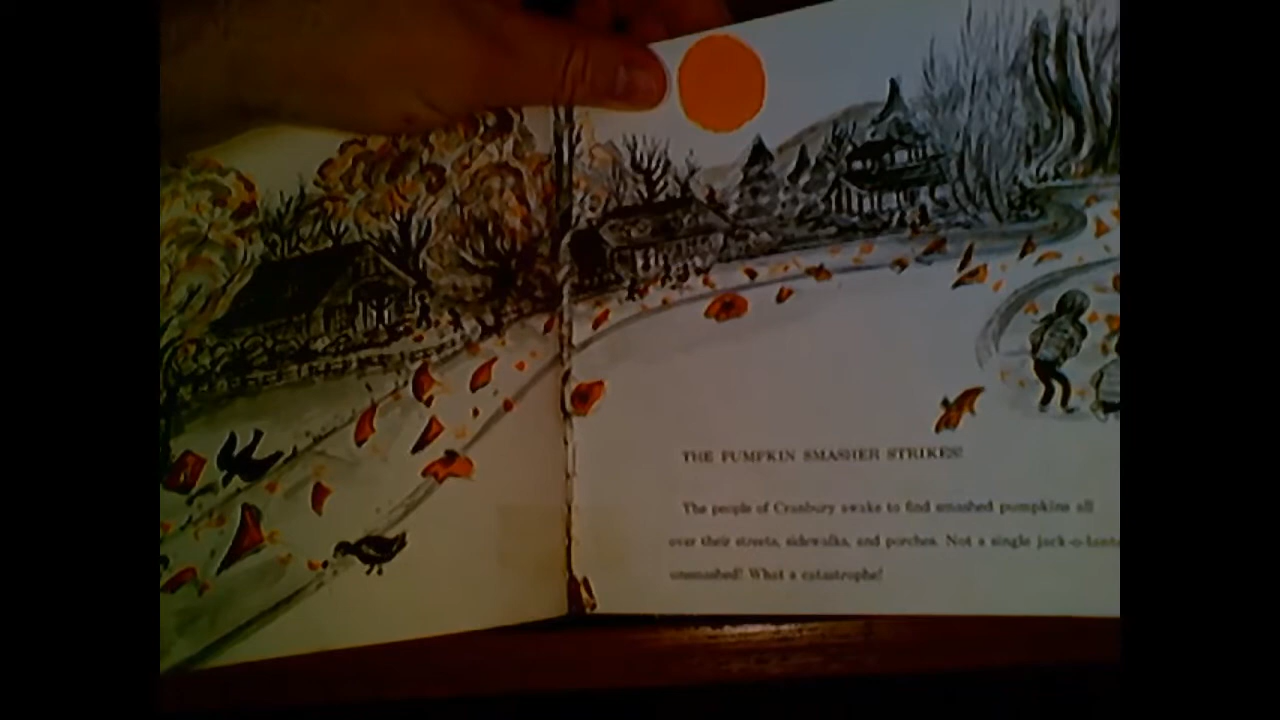 THE PUMPKIN SMASHER STRIKES!
The people of Cranbury awake to find smashed pumpkins all
over their streets, sidewalks, and porches. Not a single jack-o-lante
unsmashed! What a catastrophe!